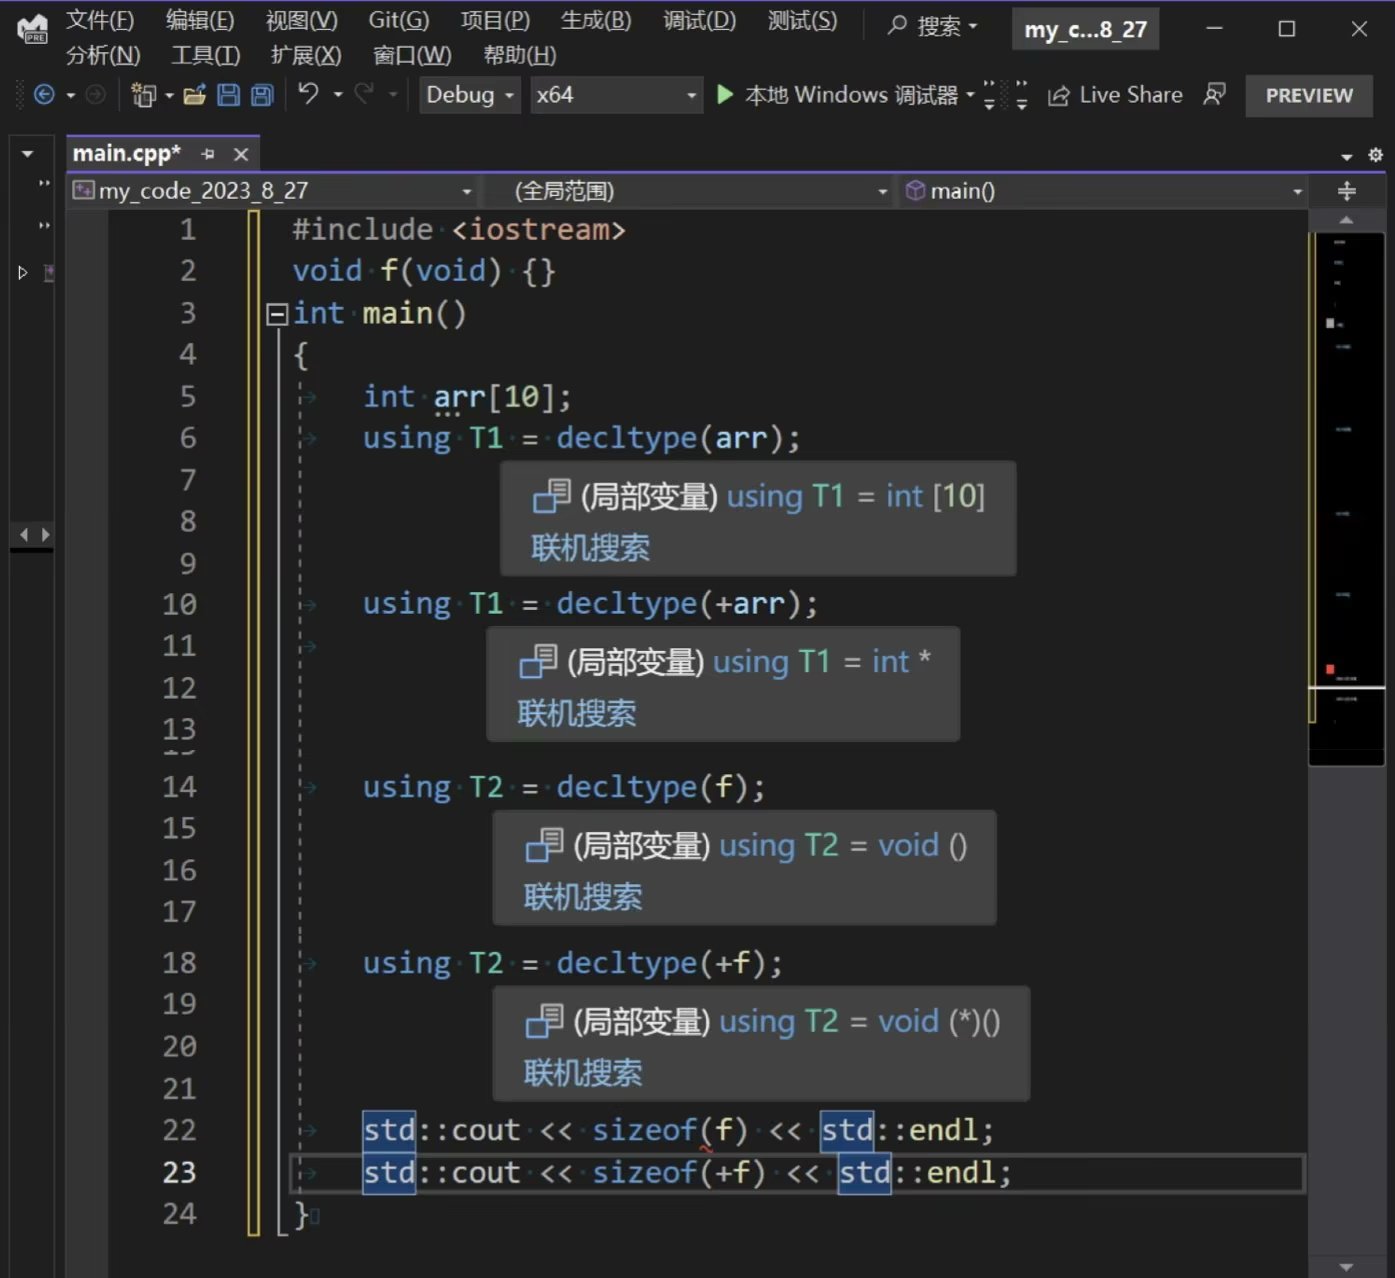 文件(F) 编辑(E) 视图(V) Git(G) 项目(P) 生成(B) 调试(D) 测试(S) 搜索 my_c...8_27
分析(N) 工具(T) 扩展(X) 窗口(W) 帮助(H)
PRE
Debug x64 本地 Windows 调试器 Live Share PREVIEW
main.cpp*
my_code_2023_8_27 (全局范围) main()
1 #include <iostream>
2 void f(void) {}
3 int main()
4 {
5 int arr[10];
6 using T1 = decltype(arr);
7 (局部变量) using T1 = int [10]
8 联机搜索
9
10 using T1 = decltype(+arr);
11 (局部变量) using T1 = int *
12 联机搜索
13
14 using T2 = decltype(f);
15 (局部变量) using T2 = void ()
16 联机搜索
17
18 using T2 = decltype(+f);
19 (局部变量) using T2 = void (*)()
20 联机搜索
21
22 std::cout << sizeof(f) << std::endl;
23 std::cout << sizeof(+f) << std::endl;
24 }